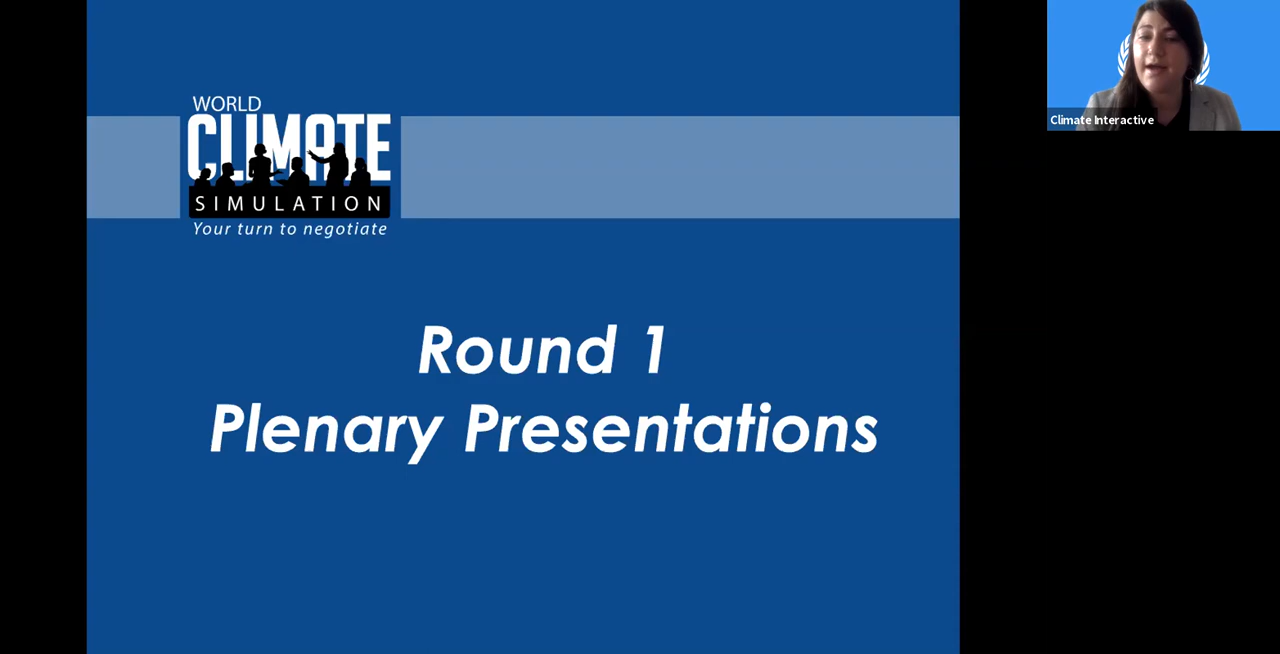 WORLD
CLIMATE
SIMULATION
Your turn to negotiate
Round 1
Plenary Presentations
Climate Interactive